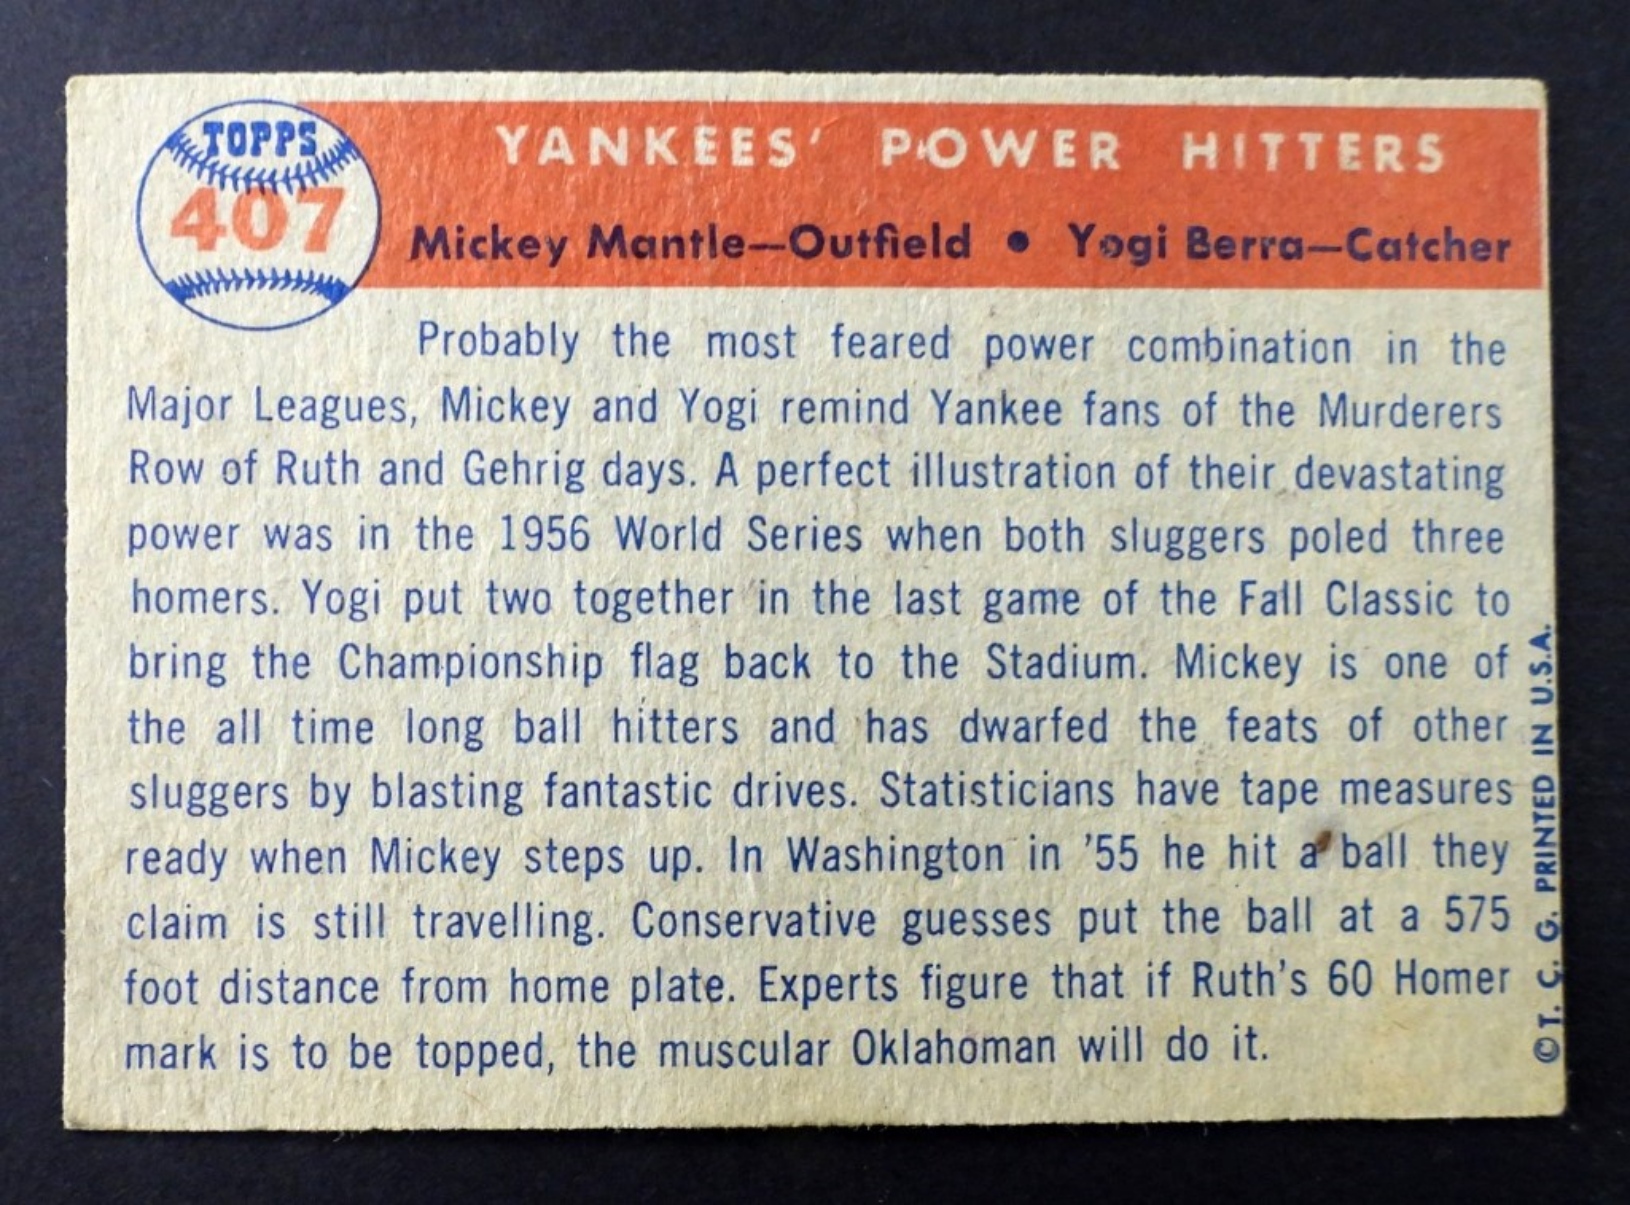 TOPPS
407
YANKEES' POWER HITTERS
Mickey Mantle—Outfield • Yogi Berra—Catcher
Probably the most feared power combination in the
Major Leagues, Mickey and Yogi remind Yankee fans of the Murderers
Row of Ruth and Gehrig days. A perfect illustration of their devastating
power was in the 1956 World Series when both sluggers poled three
homers. Yogi put two together in the last game of the Fall Classic to
bring the Championship flag back to the Stadium. Mickey is one of
the all time long ball hitters and has dwarfed the feats of other
sluggers by blasting fantastic drives. Statisticians have tape measures
ready when Mickey steps up. In Washington in '55 he hit a ball they
claim is still travelling. Conservative guesses put the ball at a 575
foot distance from home plate. Experts figure that if Ruth's 60 Homer
mark is to be topped, the muscular Oklahoman will do it.
©T. C. G. PRINTED IN U.S.A.